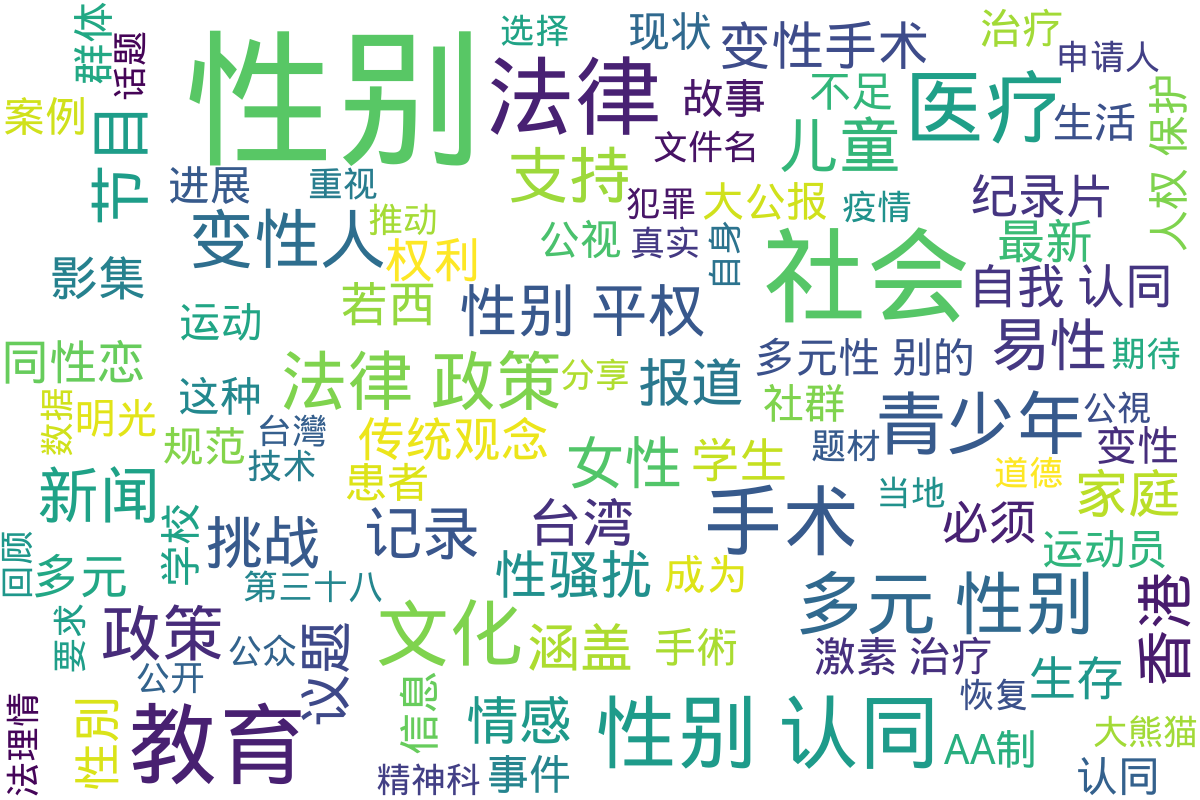 性别
法律
医疗
社会
选择
现状
变性手术
治疗
申请人
群体
话题
案例
节目
故事
文件名
不足
儿童
生活
保护
人权
支持
进展
重视
犯罪
大公报
疫情
纪录片
变性人
推动
权利
公视
真实
自身
最新
影集
若西
性别 平权
自我 认同
运动
同性恋
法律 政策
分享
报道
多元性 别的
易性
期待
这种
数据
明光
规范
台灣
技术
传统观念
患者
女性
学生
社群
题材
青少年
公視
变性
道德
当地
家庭
新闻
挑战
记录
台湾
手术
必须
运动员
回顾
多元
学校
第三十八
性骚扰
成为
多元 性别
香港
要求
政策
公众
公开
议题
文化
涵盖
手術
激素 治疗
生存
恢复
法理情
性别
教育
信息
情感
性别 认同
AA制
大熊猫
精神科
事件
认同